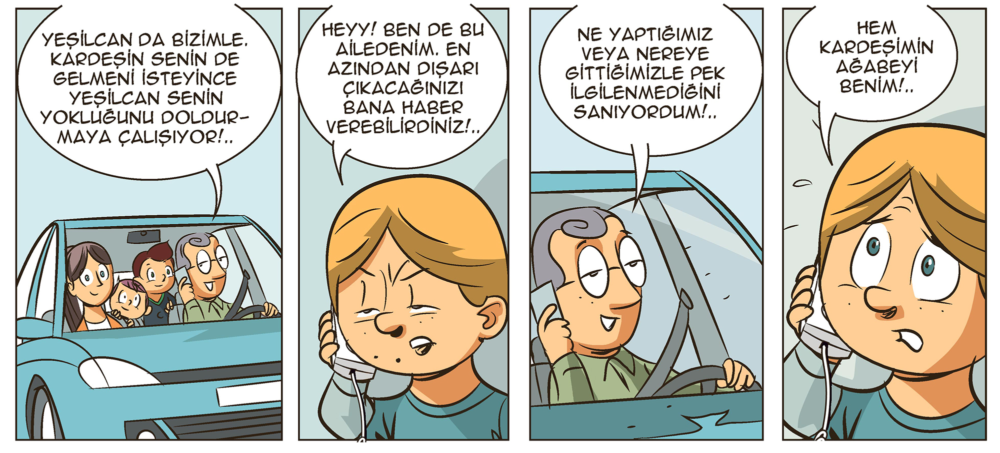 YEŞİLCAN DA BİZİMLE.
KARDEŞİN SENİN DE
GELMENİ İSTEYİNCE
YEŞİLCAN SENİN
YOKLUĞUNU DOLDUR-
MAYA ÇALIŞIYOR!..
HEYY! BEN DE BU
AİLEDENİM. EN
AZINDAN DIŞARI
ÇIKACAĞINIZI
BANA HABER
VEREBİLİRDİNİZ!..
NE YAPTIĞIMIZ
VEYA NEREYE
GİTTİĞİMİZLE PEK
İLGİLENMEDİĞİNİ
SANIYORDUM!..
HEM
KARDEŞİMİN
AĞABEYİ
BENİM!..